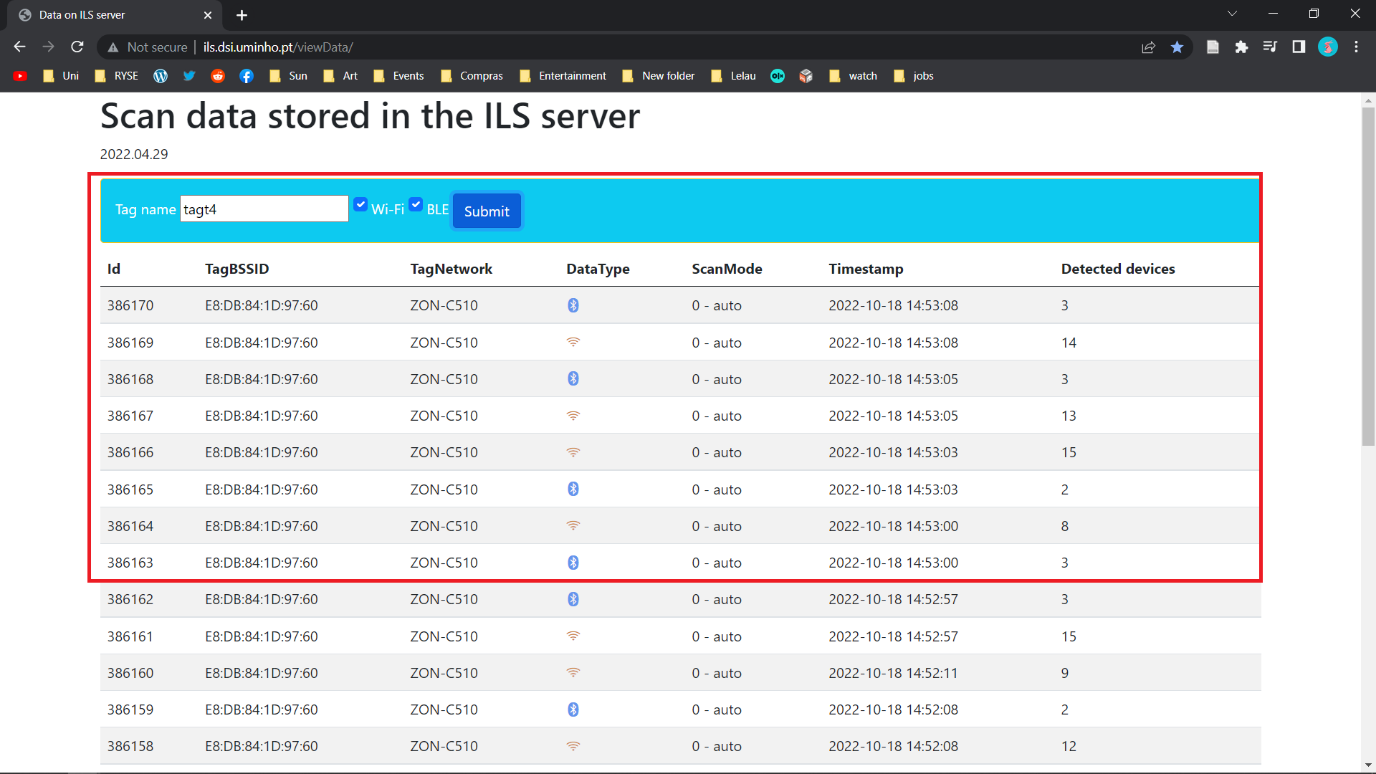 Data on ILS server
Not secure | ils.dsi.uminho.pt/viewData/
Uni RYSE Sun Art Events Compras Entertainment New folder Lelau watch jobs
Scan data stored in the ILS server
2022.04.29
Tag name tagt4 Wi-Fi BLE Submit
Id TagBSSID TagNetwork DataType ScanMode Timestamp Detected devices
386170 E8:DB:84:1D:97:60 ZON-C510 0 - auto 2022-10-18 14:53:08 3
386169 E8:DB:84:1D:97:60 ZON-C510 0 - auto 2022-10-18 14:53:08 14
386168 E8:DB:84:1D:97:60 ZON-C510 0 - auto 2022-10-18 14:53:05 3
386167 E8:DB:84:1D:97:60 ZON-C510 0 - auto 2022-10-18 14:53:05 13
386166 E8:DB:84:1D:97:60 ZON-C510 0 - auto 2022-10-18 14:53:03 15
386165 E8:DB:84:1D:97:60 ZON-C510 0 - auto 2022-10-18 14:53:03 2
386164 E8:DB:84:1D:97:60 ZON-C510 0 - auto 2022-10-18 14:53:00 8
386163 E8:DB:84:1D:97:60 ZON-C510 0 - auto 2022-10-18 14:53:00 3
386162 E8:DB:84:1D:97:60 ZON-C510 0 - auto 2022-10-18 14:52:57 3
386161 E8:DB:84:1D:97:60 ZON-C510 0 - auto 2022-10-18 14:52:57 15
386160 E8:DB:84:1D:97:60 ZON-C510 0 - auto 2022-10-18 14:52:11 9
386159 E8:DB:84:1D:97:60 ZON-C510 0 - auto 2022-10-18 14:52:08 2
386158 E8:DB:84:1D:97:60 ZON-C510 0 - auto 2022-10-18 14:52:08 12